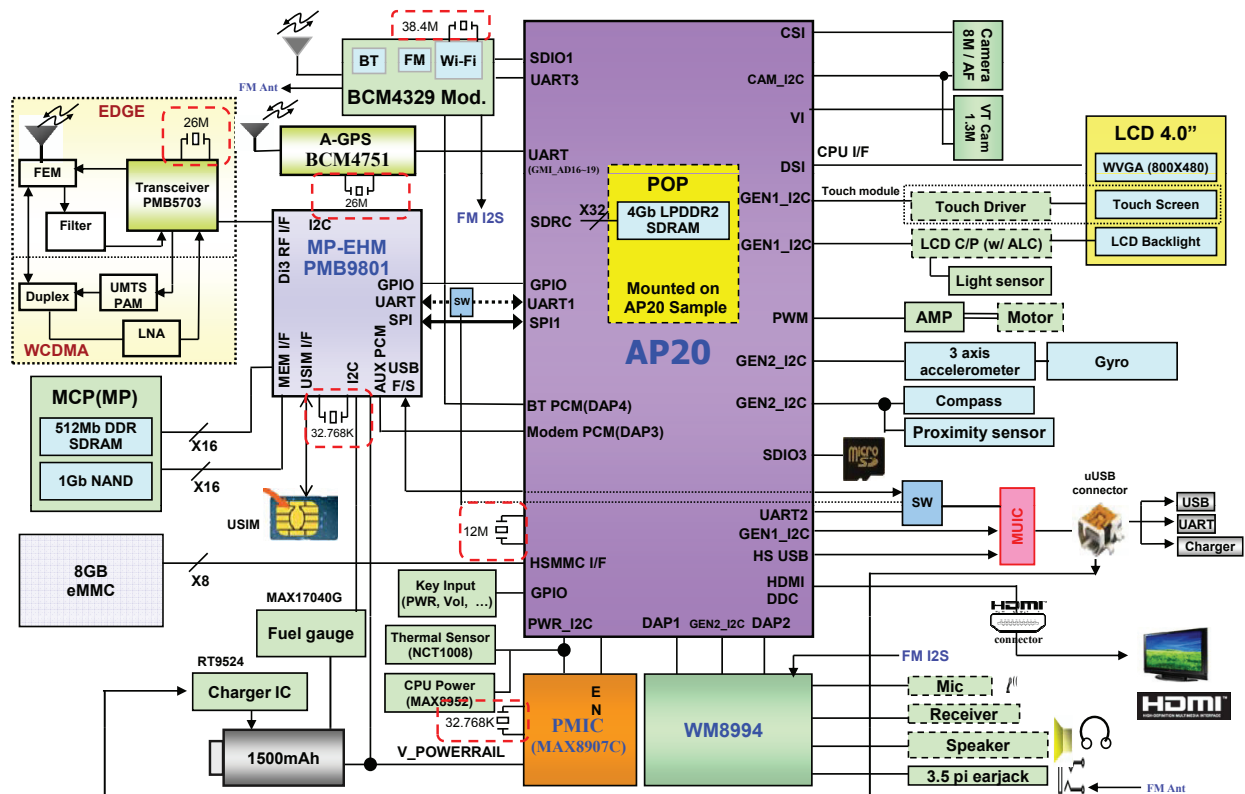 38.4M
BT
FM
Wi-Fi
BCM4329 Mod.
FM Ant
EDGE
26M
FEM
Transceiver
PMB5703
Filter
Duplex
UMTS
PAM
LNA
WCDMA
A-GPS
BCM4751
26M
FM I2S
I2C
Di3 RF I/F
MP-EHM
PMB9801
GPIO
UART
SPI
MEM I/F
USIM I/F
I2C
AUX PCM
USB
F/S
SW
32.768K
MCP(MP)
512Mb DDR
SDRAM
1Gb NAND
X16
X16
USIM
12M
8GB
eMMC
X8
MAX17040G
Fuel gauge
RT9524
Charger IC
1500mAh
V_POWERRAIL
Key Input
(PWR, Vol, …)
Thermal Sensor
(NCT1008)
CPU Power
(MAX8952)
32.768K
E
N
PMIC
(MAX8907C)
SDIO1
UART3
UART
(GMI_AD16~19)
SDRC
X32
POP
4Gb LPDDR2
SDRAM
Mounted on
AP20 Sample
AP20
GPIO
UART1
SPI1
BT PCM(DAP4)
Modem PCM(DAP3)
HSMMC I/F
GPIO
PWR_I2C
DAP1
GEN2_I2C
DAP2
CSI
CAM_I2C
VI
DSI
CPU I/F
GEN1_I2C
GEN1_I2C
PWM
GEN2_I2C
GEN2_I2C
SDIO3
UART2
GEN1_I2C
HS USB
HDMI
DDC
Camera
8M / AF
VT Cam
1.3M
LCD 4.0”
WVGA (800X480)
Touch module
Touch Driver
Touch Screen
LCD C/P (w/ ALC)
LCD Backlight
Light sensor
AMP
Motor
3 axis
accelerometer
Gyro
Compass
Proximity sensor
micro
SD
SW
MUIC
uUSB
connector
USB
UART
Charger
HDMI
connector
HDMI
HIGH-DEFINITION MULTIMEDIA INTERFACE
FM I2S
WM8994
Mic
Receiver
Speaker
3.5 pi earjack
FM Ant